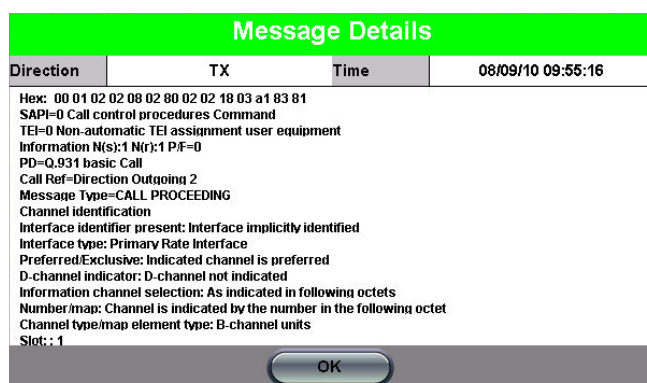 Message Details
Direction TX Time 08/09/10 09:55:16
Hex: 00 01 02 02 08 02 80 02 02 18 03 a1 83 81
SAPI=0 Call control procedures Command
TEI=0 Non-automatic TEI assignment user equipment
Information N(s):1 N(r):1 P/F=0
PD=Q.931 basic Call
Call Ref=Direction Outgoing 2
Message Type=CALL PROCEEDING
Channel identification
Interface identifier present: Interface implicitly identified
Interface type: Primary Rate Interface
Preferred/Exclusive: Indicated channel is preferred
D-channel indicator: D-channel not indicated
Information channel selection: As indicated in following octets
Number/map: Channel is indicated by the number in the following octet
Channel type/map element type: B-channel units
Slot: : 1
OK